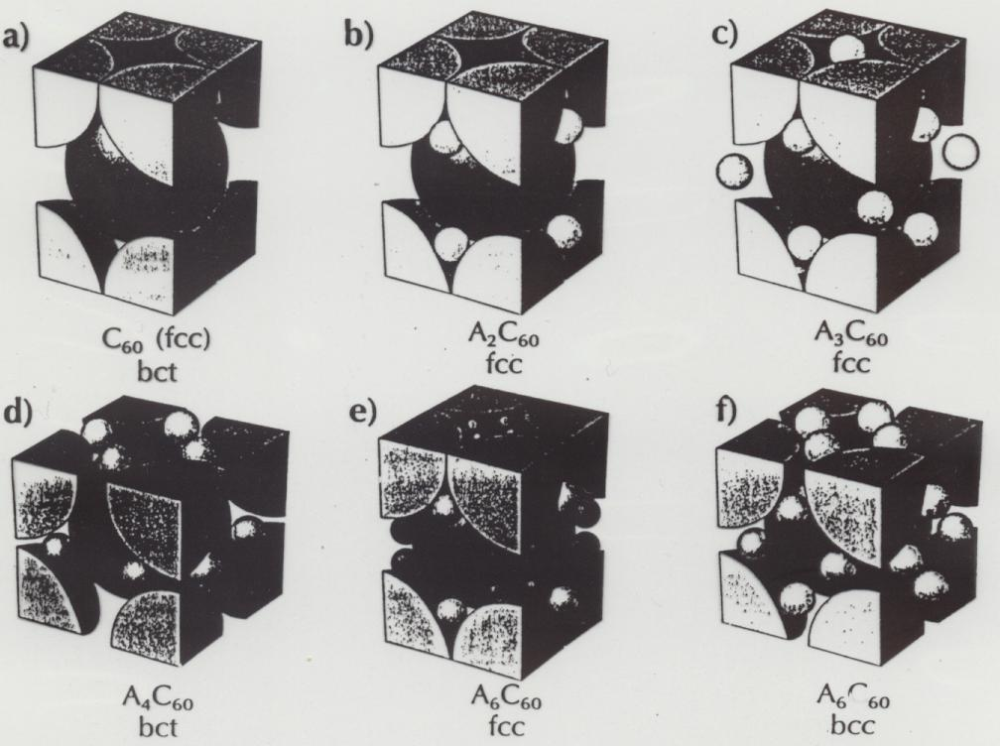 a)
b)
c)
C₆₀ (fcc)
bct
A₂C₆₀
fcc
A₃C₆₀
fcc
d)
e)
f)
A₄C₆₀
bct
A₆C₆₀
fcc
A₆C₆₀
bcc